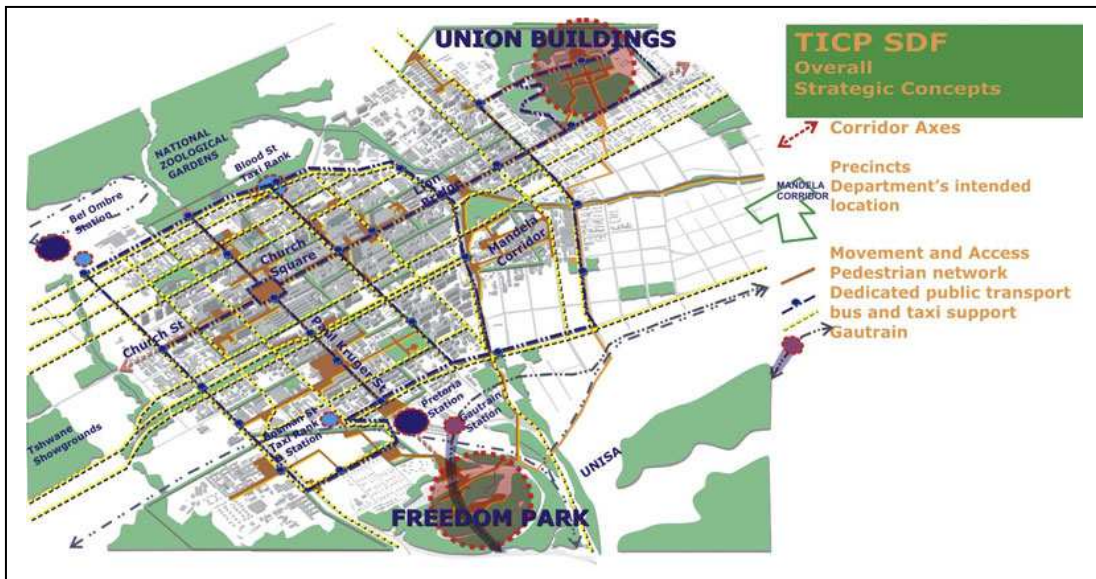 UNION BUILDINGS
TICP SDF
Overall
Strategic Concepts
Corridor Axes
Precincts
Department's intended
location
MANDELA
CORRIDOR
Movement and Access
Pedestrian network
Dedicated public transport
bus and taxi support
Gautrain
NATIONAL
ZOOLOGICAL
GARDENS
Blood St
Taxi Rank
Bel Ombre
Station
Lion
Church
Square
Mandela
Corridor
Church St
Paul Kruger St
Pretoria
Station
Gautrain
Station
Taxi Rank
Station
Tshwane
Showgrounds
UNISA
FREEDOM PARK